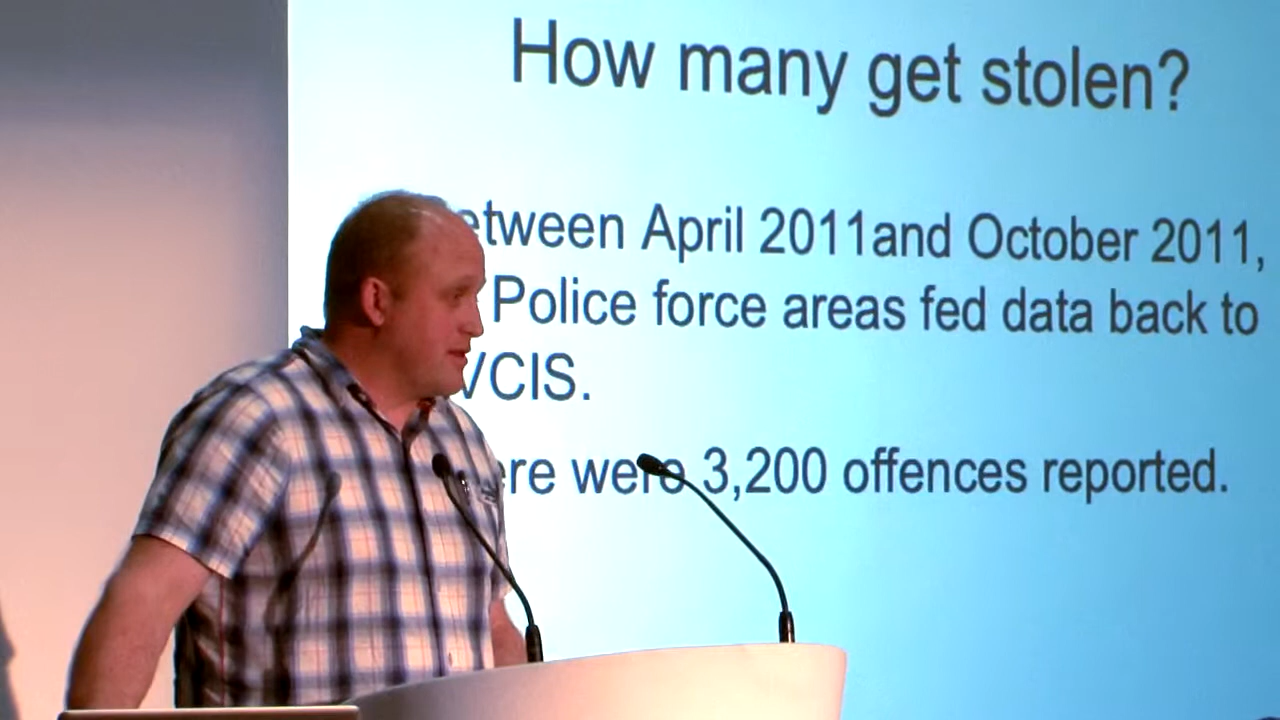 How many get stolen?
etween April 2011and October 2011,
Police force areas fed data back to
VCIS.
ere were 3,200 offences reported.